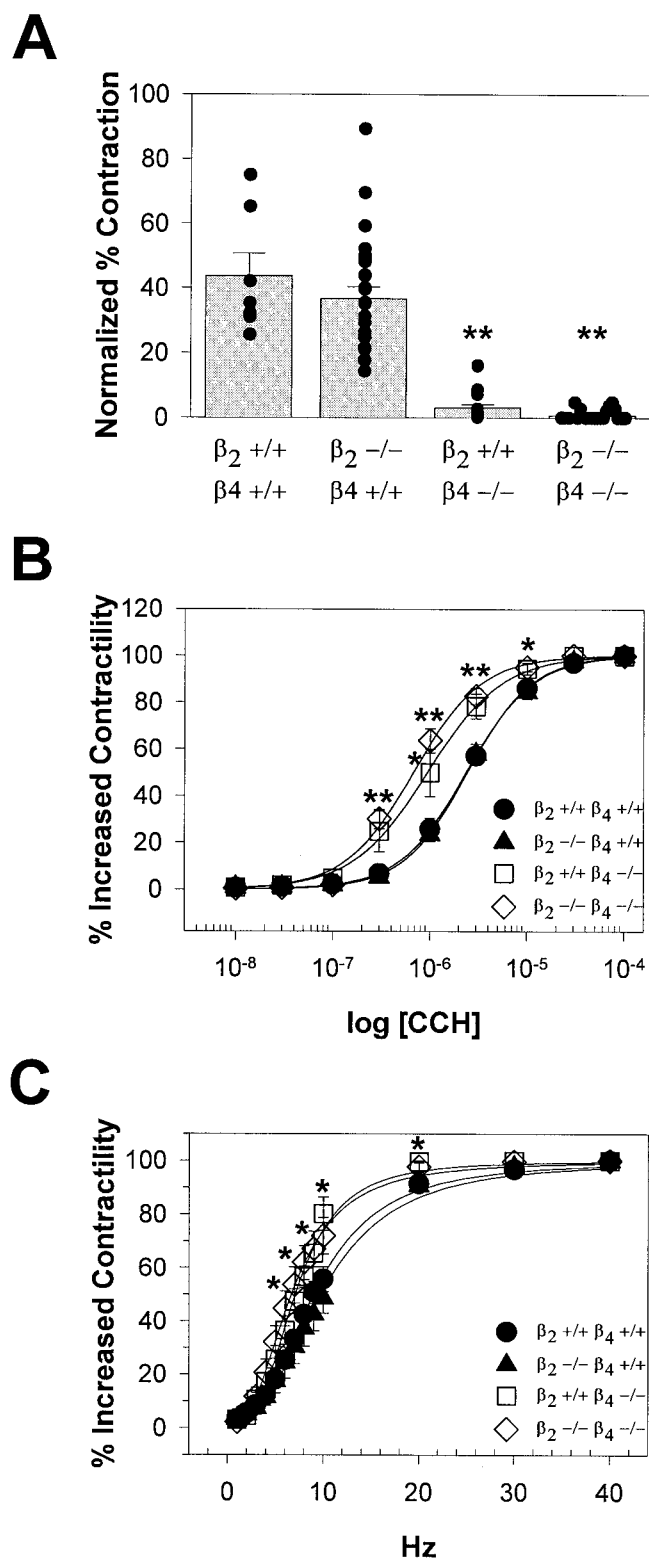 A
Normalized % Contraction
100
80
60
40
20
0
**
**
β2 +/+
β2 −/−
β2 +/+
β2 −/−
β4 +/+
β4 +/+
β4 −/−
β4 −/−
B
% Increased Contractility
120
100
80
60
40
20
0
**
*
**
**
*
β2 +/+ β4 +/+
β2 −/− β4 +/+
β2 +/+ β4 −/−
β2 −/− β4 −/−
10-8
10-7
10-6
10-5
10-4
log [CCH]
C
% Increased Contractility
100
80
60
40
20
0
*
*
*
*
*
β2 +/+ β4 +/+
β2 −/− β4 +/+
β2 +/+ β4 −/−
β2 −/− β4 −/−
0
10
20
30
40
Hz